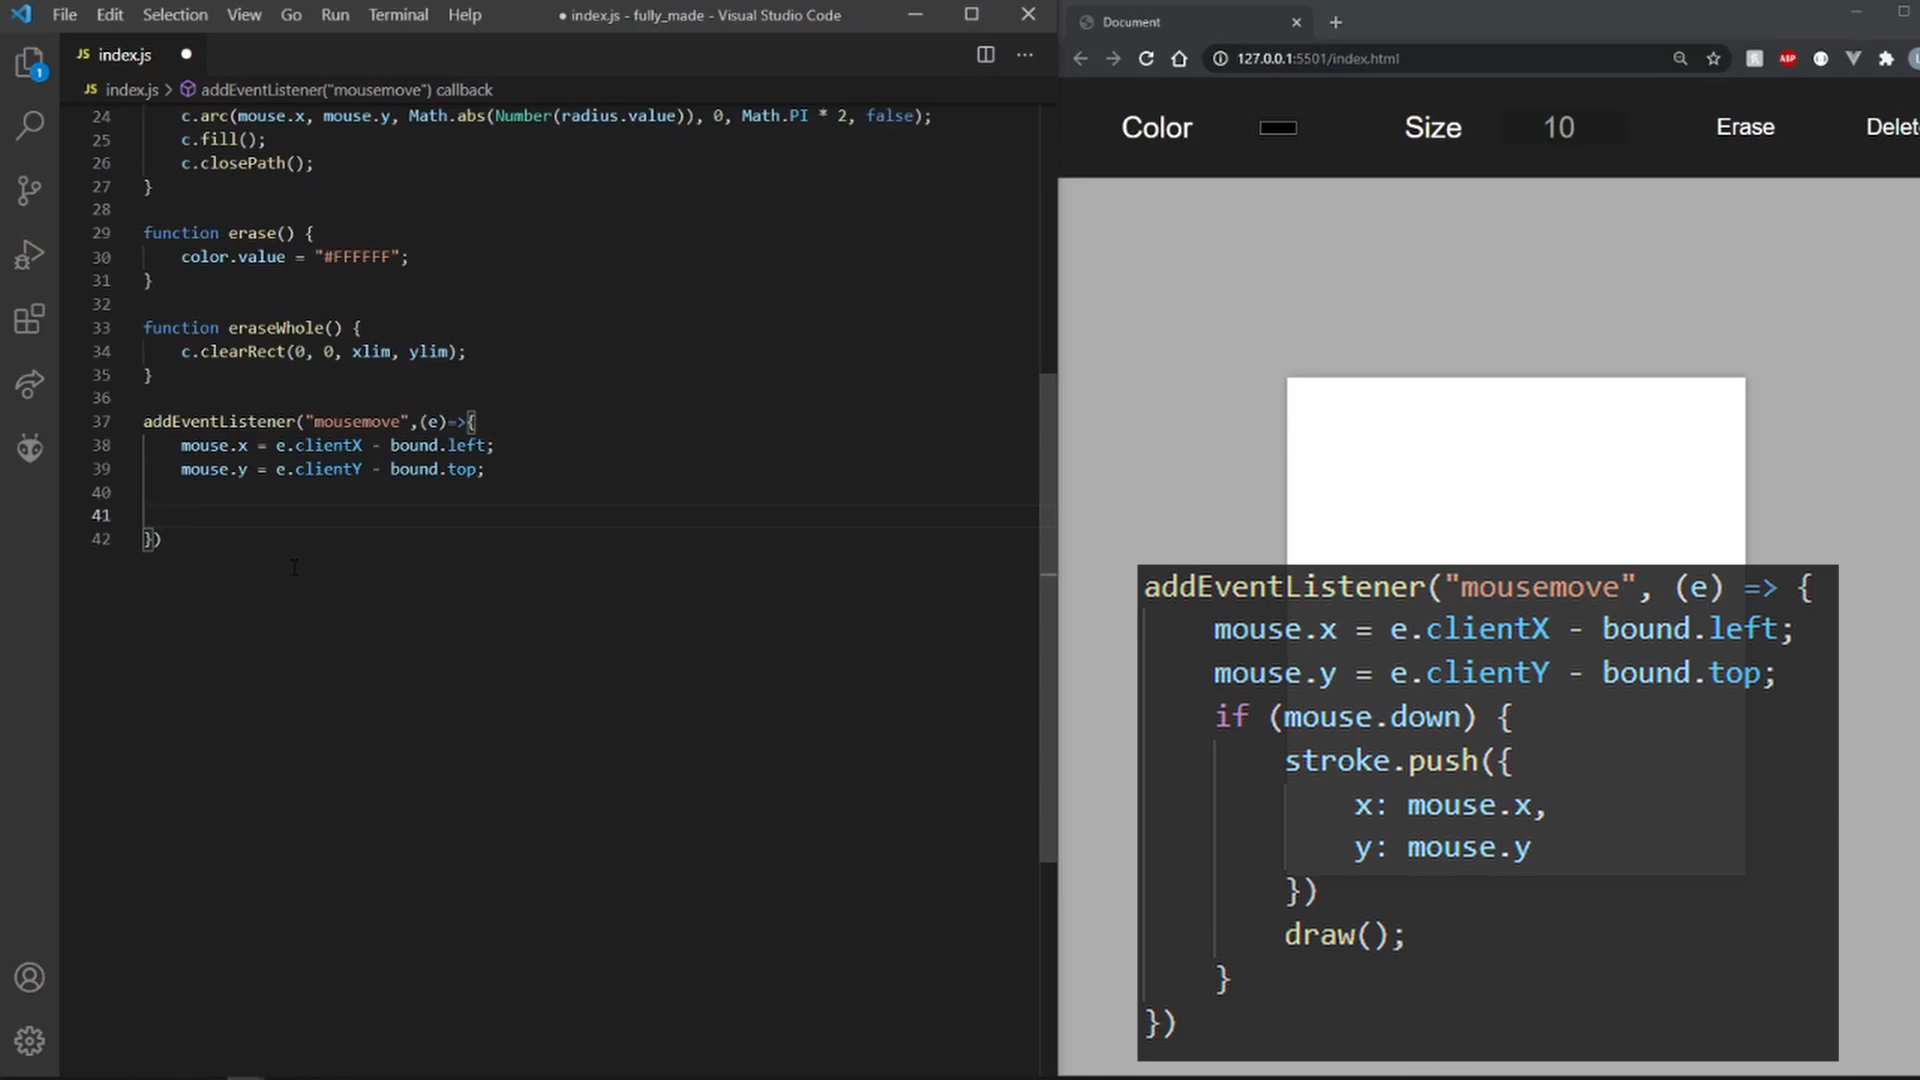 File Edit Selection View Go Run Terminal Help ● index.js - fully_made - Visual Studio Code
JS index.js ●
JS index.js > addEventListener("mousemove") callback
24 c.arc(mouse.x, mouse.y, Math.abs(Number(radius.value)), 0, Math.PI * 2, false);
25 c.fill();
26 c.closePath();
27 }
28
29 function erase() {
30 color.value = "#FFFFFF";
31 }
32
33 function eraseWhole() {
34 c.clearRect(0, 0, xlim, ylim);
35 }
36
37 addEventListener("mousemove",(e)=>{
38 mouse.x = e.clientX - bound.left;
39 mouse.y = e.clientY - bound.top;
40
41
42 })
1
Document
127.0.0.1:5501/index.html
ABP
Color Size 10 Erase Delet
addEventListener("mousemove", (e) => {
mouse.x = e.clientX - bound.left;
mouse.y = e.clientY - bound.top;
if (mouse.down) {
stroke.push({
x: mouse.x,
y: mouse.y
})
draw();
}
})